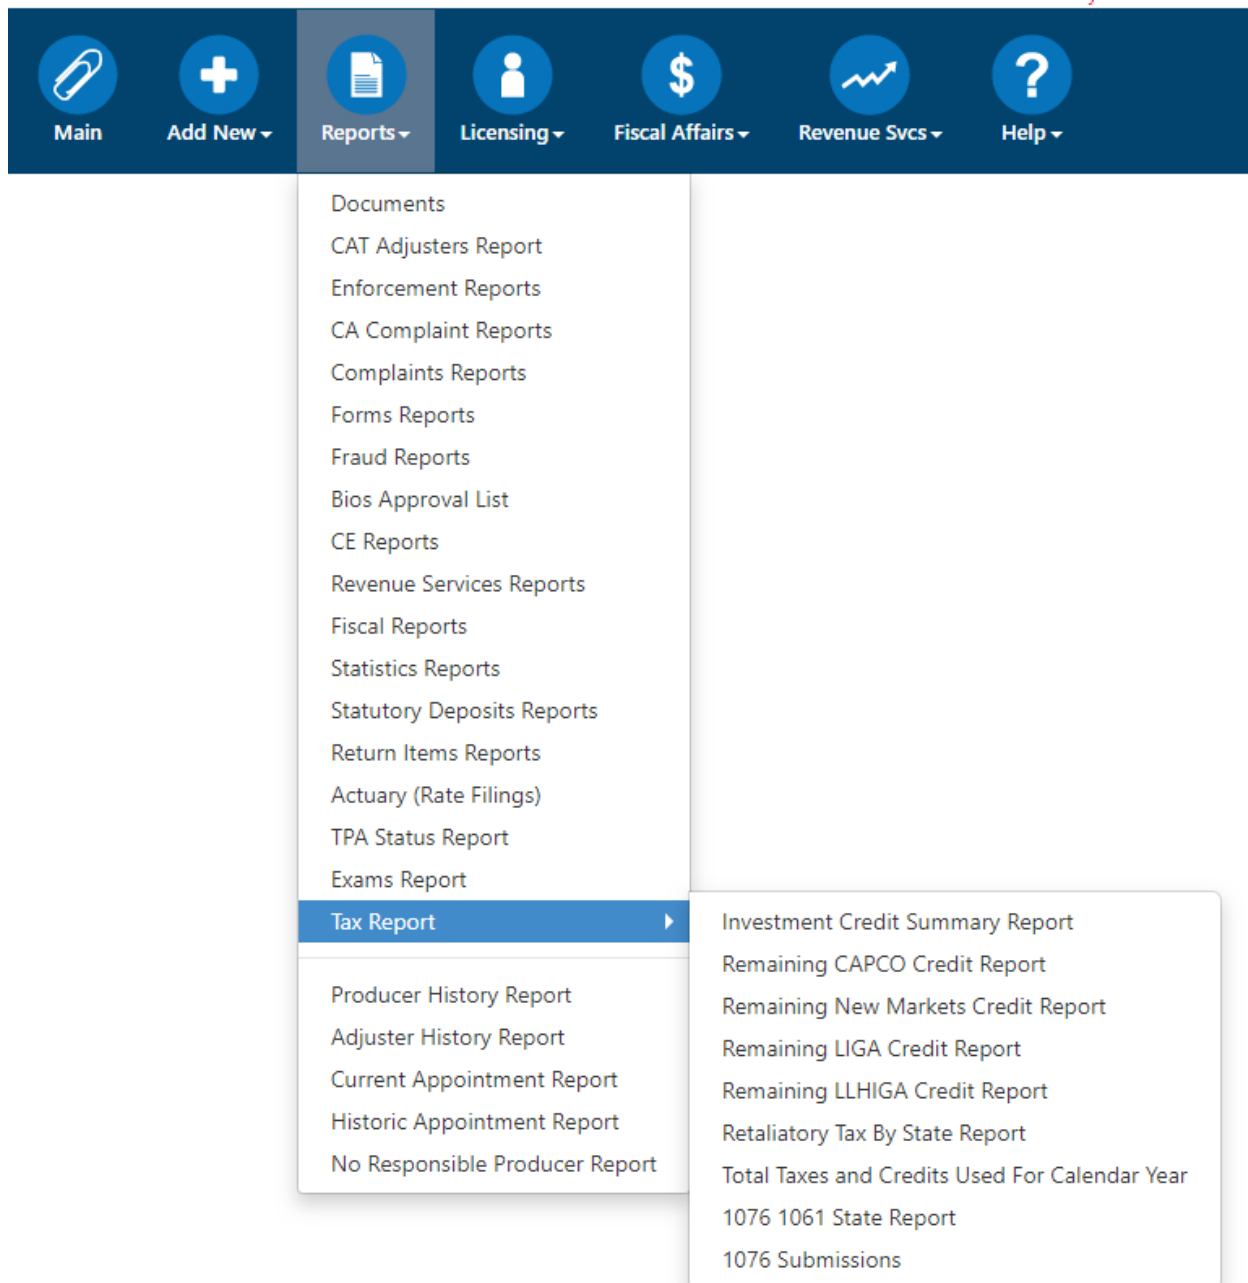 Main
Add New
Reports
Licensing
Fiscal Affairs
Revenue Svcs
Help
Documents
CAT Adjusters Report
Enforcement Reports
CA Complaint Reports
Complaints Reports
Forms Reports
Fraud Reports
Bios Approval List
CE Reports
Revenue Services Reports
Fiscal Reports
Statistics Reports
Statutory Deposits Reports
Return Items Reports
Actuary (Rate Filings)
TPA Status Report
Exams Report
Tax Report
Producer History Report
Adjuster History Report
Current Appointment Report
Historic Appointment Report
No Responsible Producer Report
Investment Credit Summary Report
Remaining CAPCO Credit Report
Remaining New Markets Credit Report
Remaining LIGA Credit Report
Remaining LLHIGA Credit Report
Retaliatory Tax By State Report
Total Taxes and Credits Used For Calendar Year
1076 1061 State Report
1076 Submissions